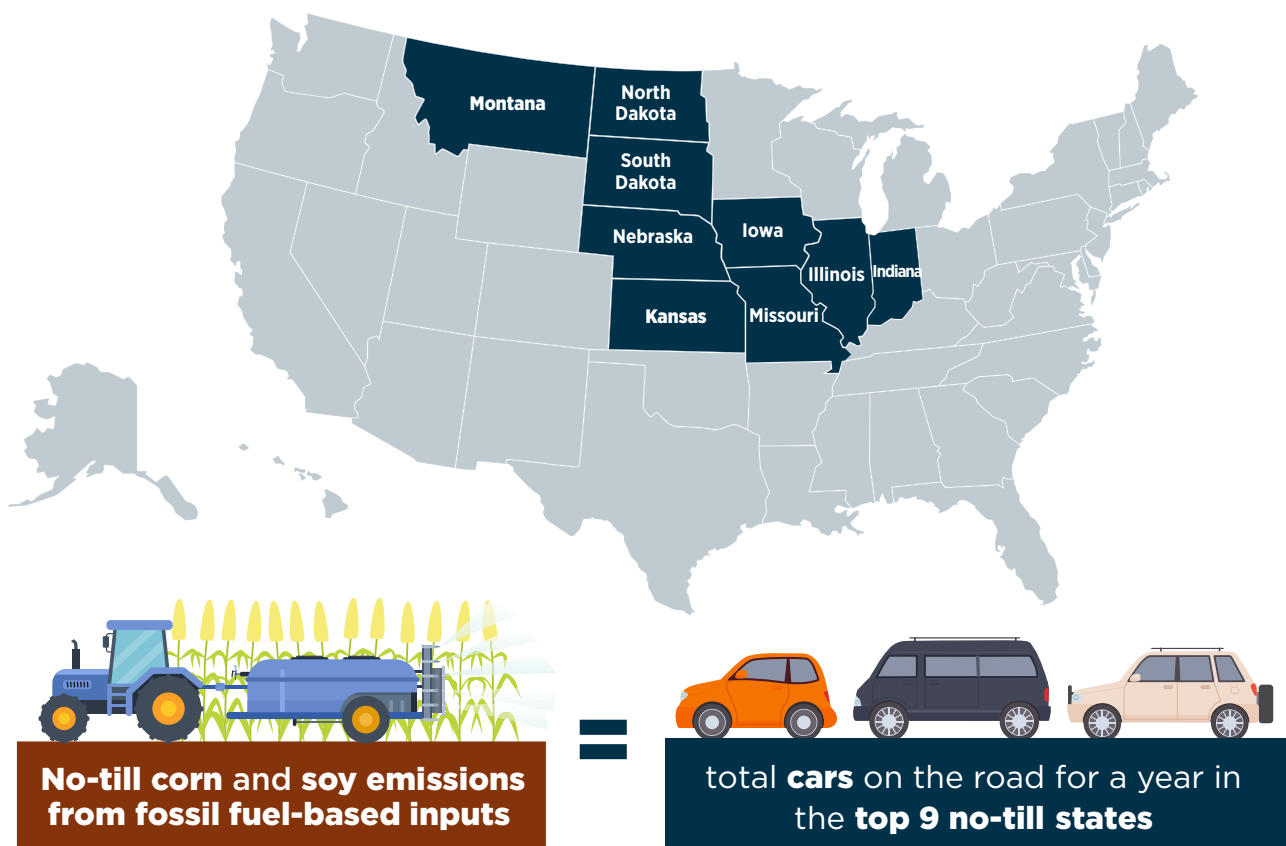 Montana
North
Dakota
South
Dakota
Nebraska
Iowa
Illinois
Indiana
Kansas
Missouri
No-till corn and soy emissions
from fossil fuel-based inputs
=
total cars on the road for a year in
the top 9 no-till states